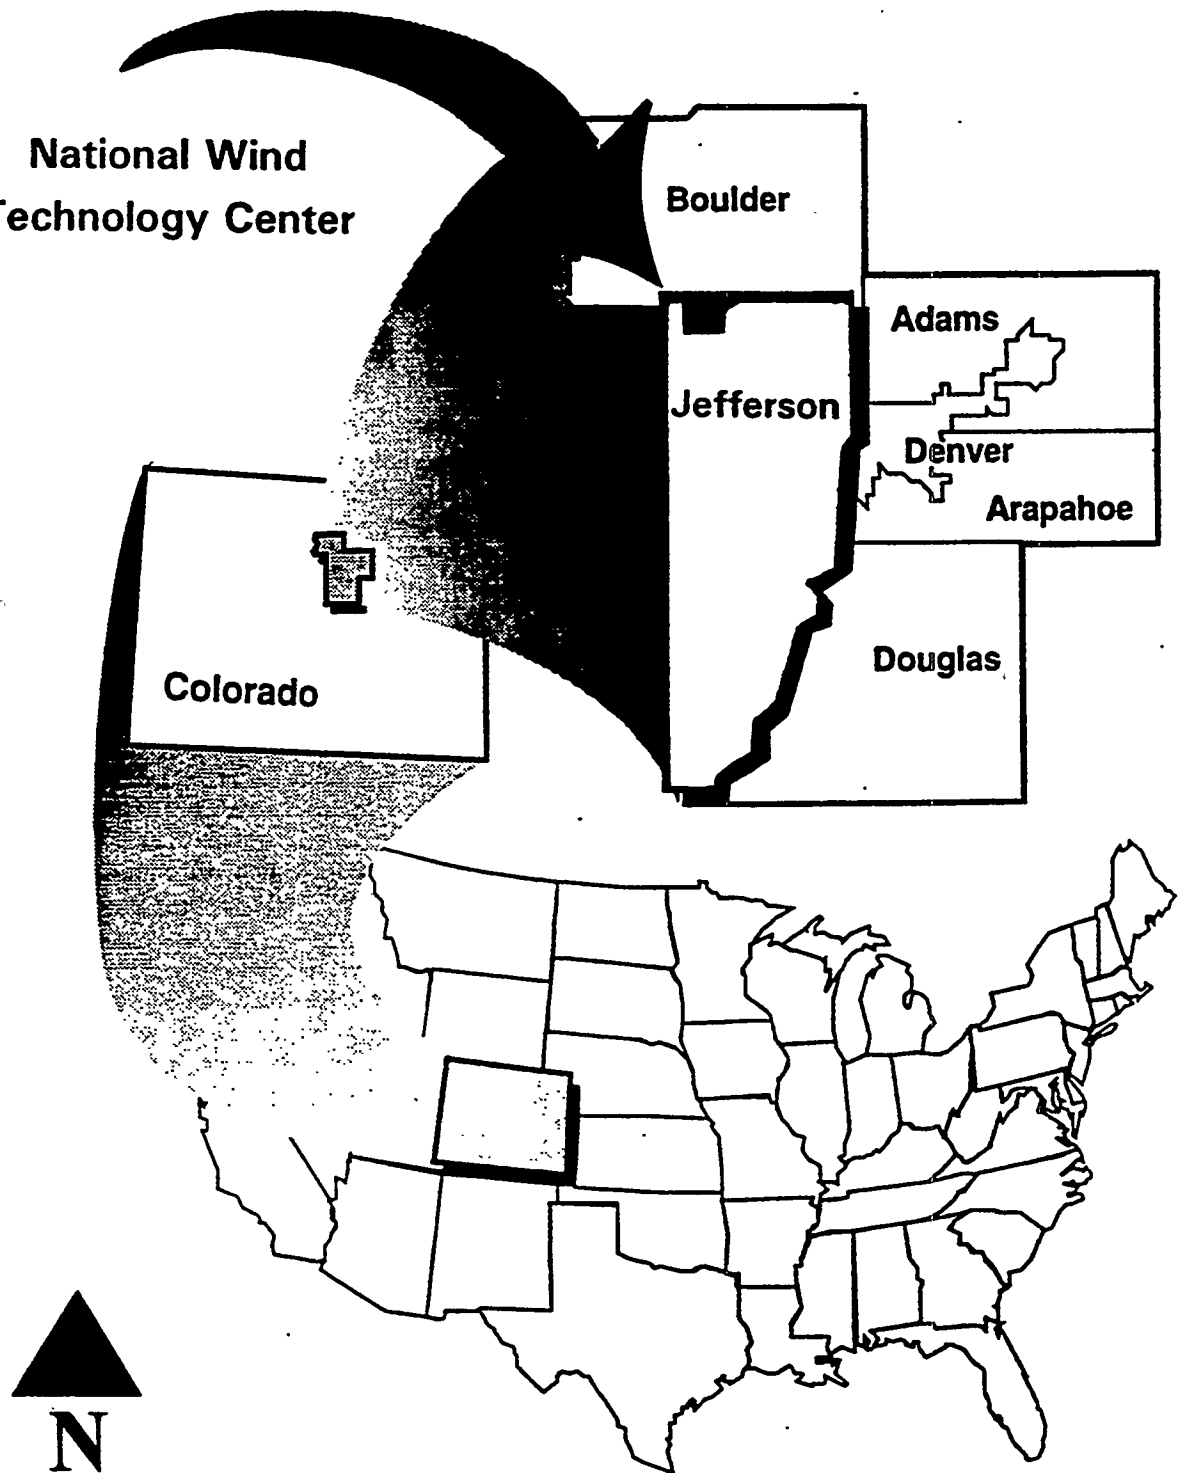 National Wind
Technology Center
Boulder
Adams
Jefferson
Denver
Arapahoe
Colorado
Douglas
N